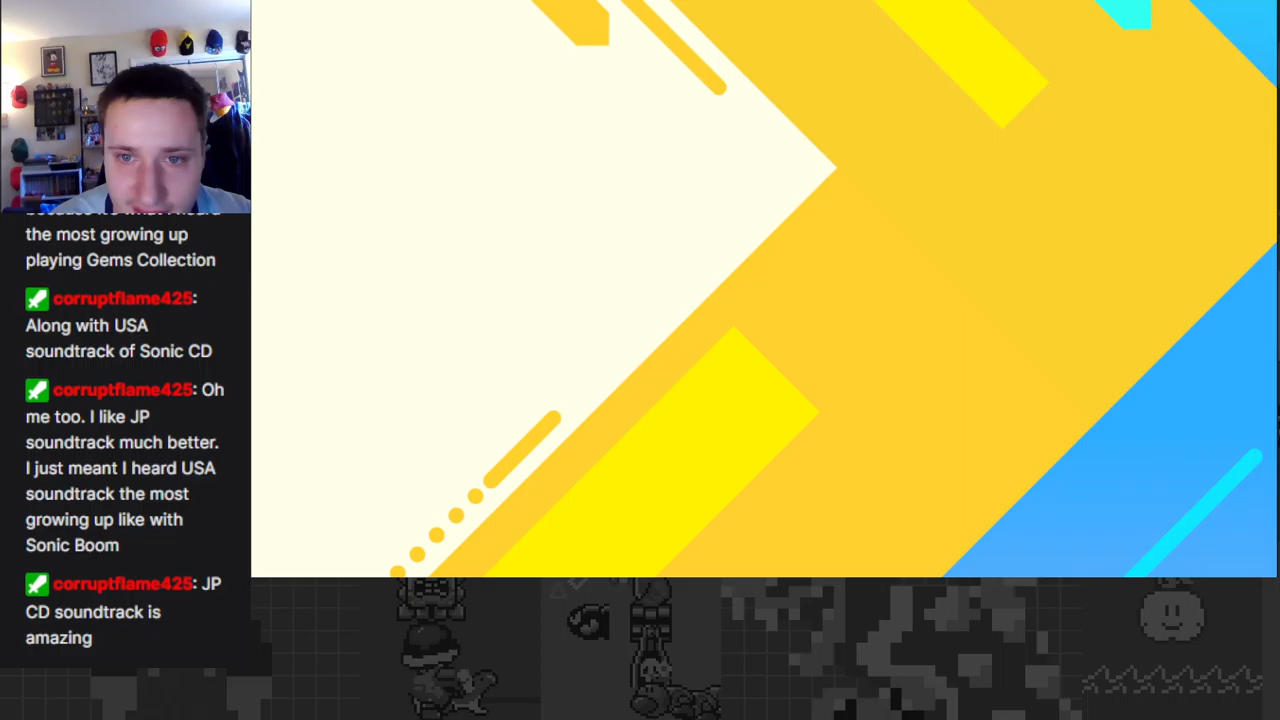 the most growing up
playing Gems Collection
corruptflame425:
Along with USA
soundtrack of Sonic CD
corruptflame425: Oh
me too. I like JP
soundtrack much better.
I just meant I heard USA
soundtrack the most
growing up like with
Sonic Boom
corruptflame425: JP
CD soundtrack is
amazing